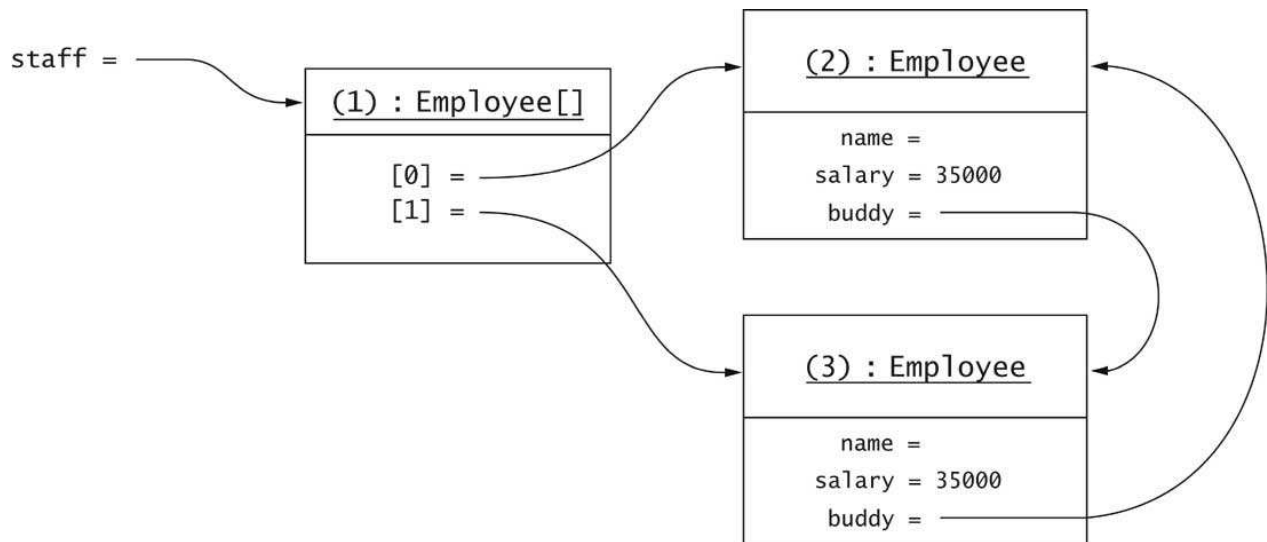 staff =
(1) : Employee[]
[0] =
[1] =
(2) : Employee
name =
salary = 35000
buddy =
(3) : Employee
name =
salary = 35000
buddy =